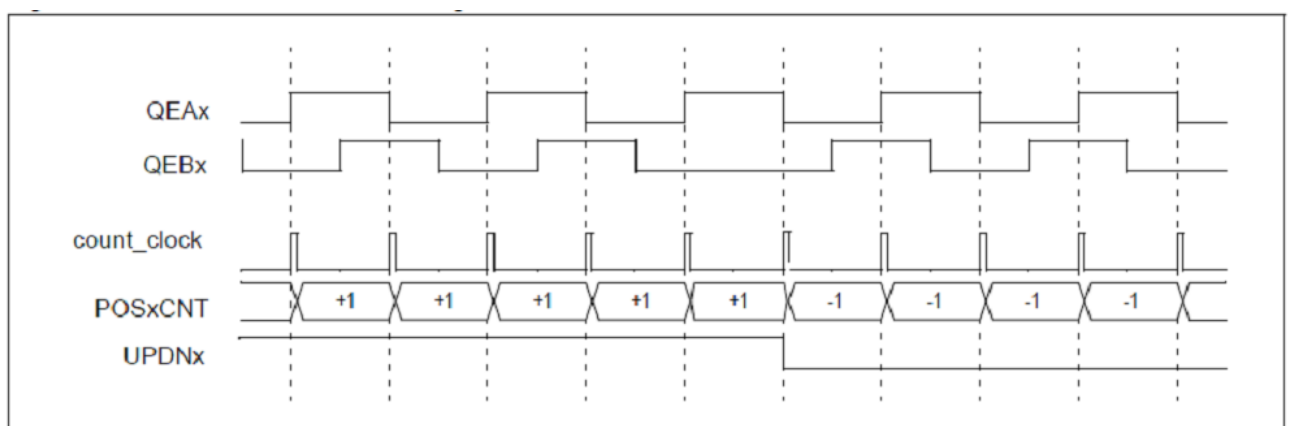 QEAx
QEBx
count_clock
POSxCNT +1 +1 +1 +1 +1 -1 -1 -1 -1
UPDNx